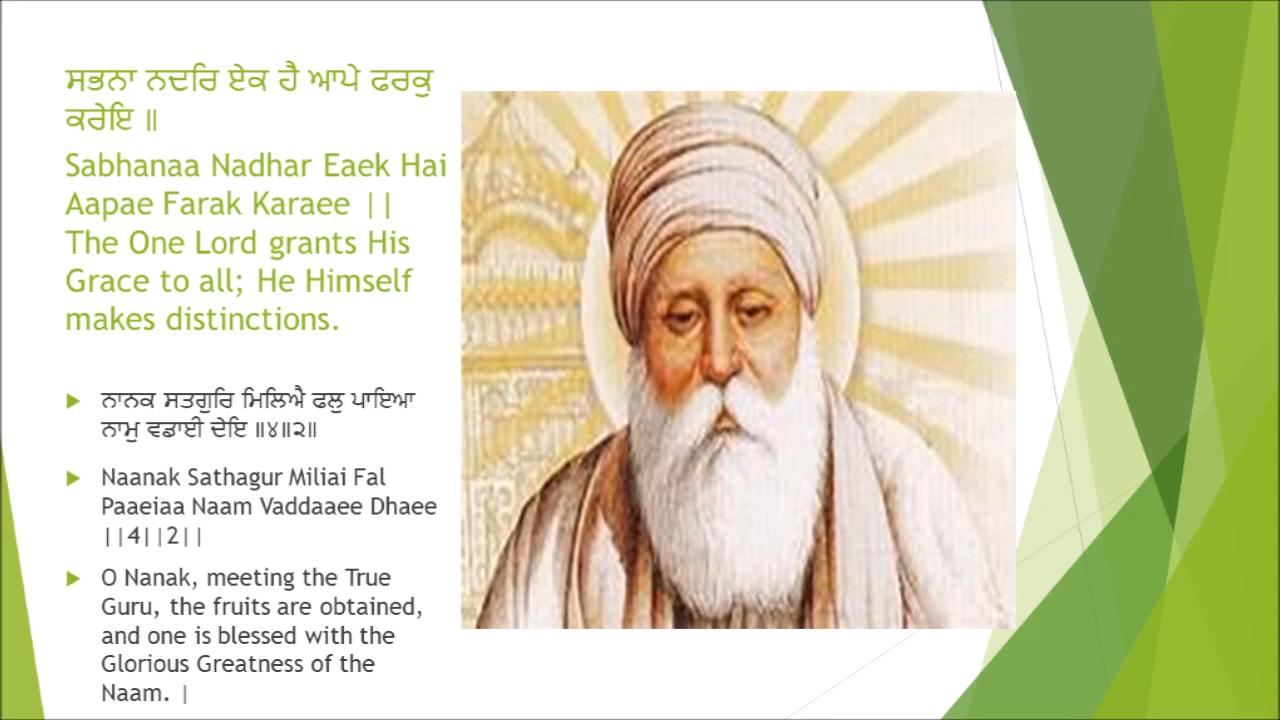 ਸਭਨਾ ਨਦਰਿ ਏਕ ਹੈ ਆਪੇ ਫਰਕੁ
ਕਰੇਇ ॥
Sabhanaa Nadhar Eaek Hai
Aapae Farak Karaee ||
The One Lord grants His
Grace to all; He Himself
makes distinctions.
ਨਾਨਕ ਸਤਗੁਰਿ ਮਿਲਿਐ ਫਲੁ ਪਾਇਆ
ਨਾਮੁ ਵਡਾਈ ਦੇਇ ॥੪॥੨॥
Naanak Sathagur Miliai Fal
Paaeiaa Naam Vaddaaee Dhaee
||4||2||
O Nanak, meeting the True
Guru, the fruits are obtained,
and one is blessed with the
Glorious Greatness of the
Naam. |